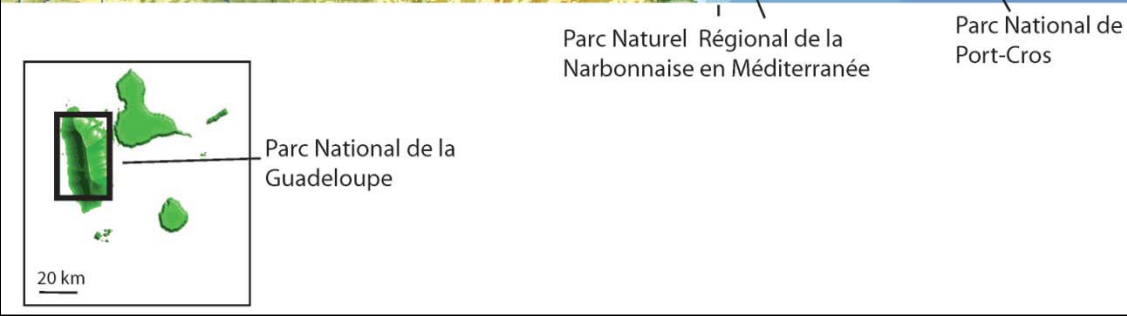 Parc Naturel Régional de la
Narbonnaise en Méditerranée
Parc National de
Port-Cros
Parc National de la
Guadeloupe
20 km